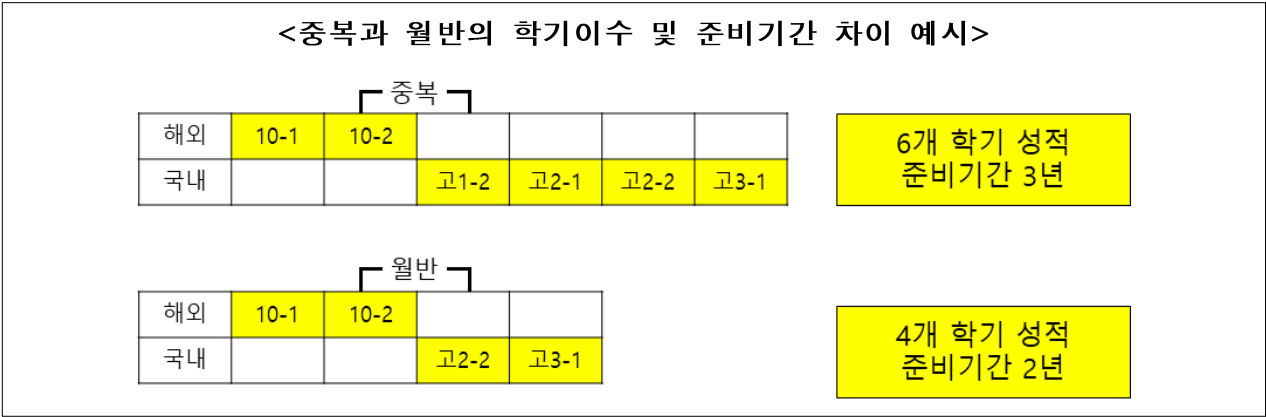 <중복과 월반의 학기이수 및 준비기간 차이 예시>
중복
해외 10-1 10-2
국내 고1-2 고2-1 고2-2 고3-1
6개 학기 성적
준비기간 3년
월반
해외 10-1 10-2
국내 고2-2 고3-1
4개 학기 성적
준비기간 2년